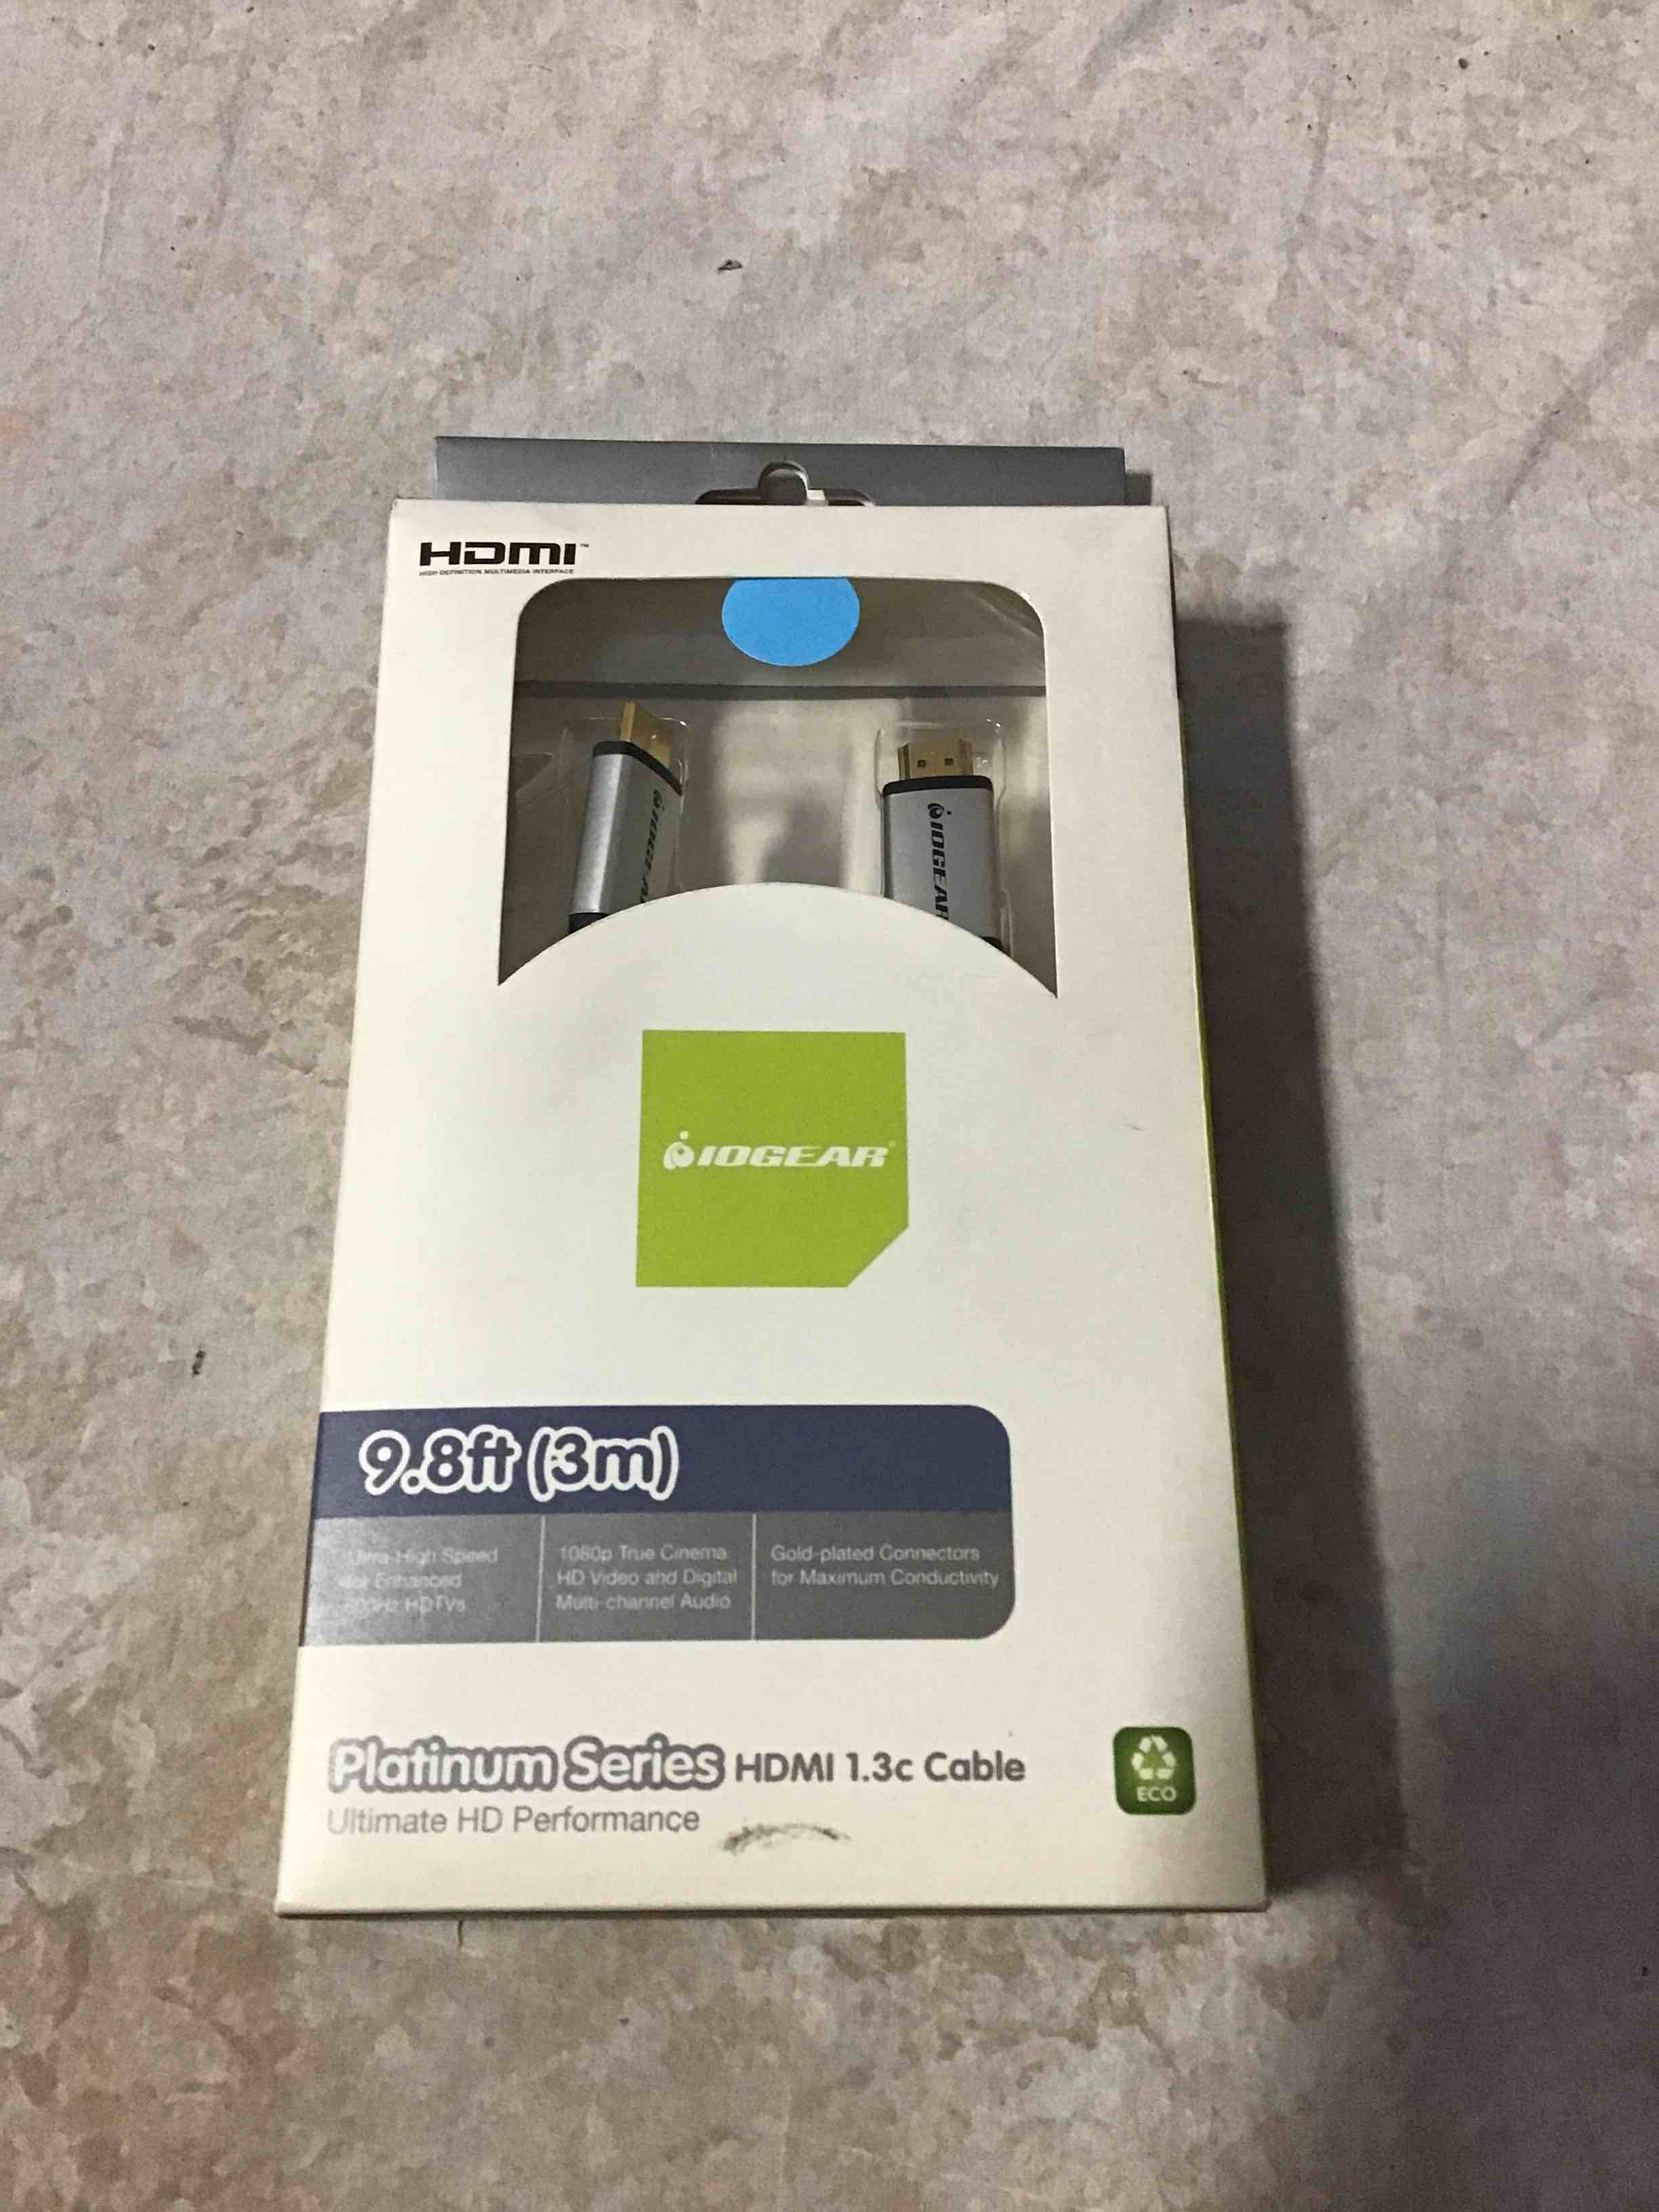 HDMI™
HIGH-DEFINITION MULTIMEDIA INTERFACE
IOGEAR
IOGEAR
IOGEAR®
9.8ft (3m)
Ultra-High Speed
for Enhanced
HDTVs
1080p True Cinema
HD Video and Digital
Multi-channel Audio
Gold-plated Connectors
for Maximum Conductivity
Platinum Series HDMI 1.3c Cable
Ultimate HD Performance
ECO